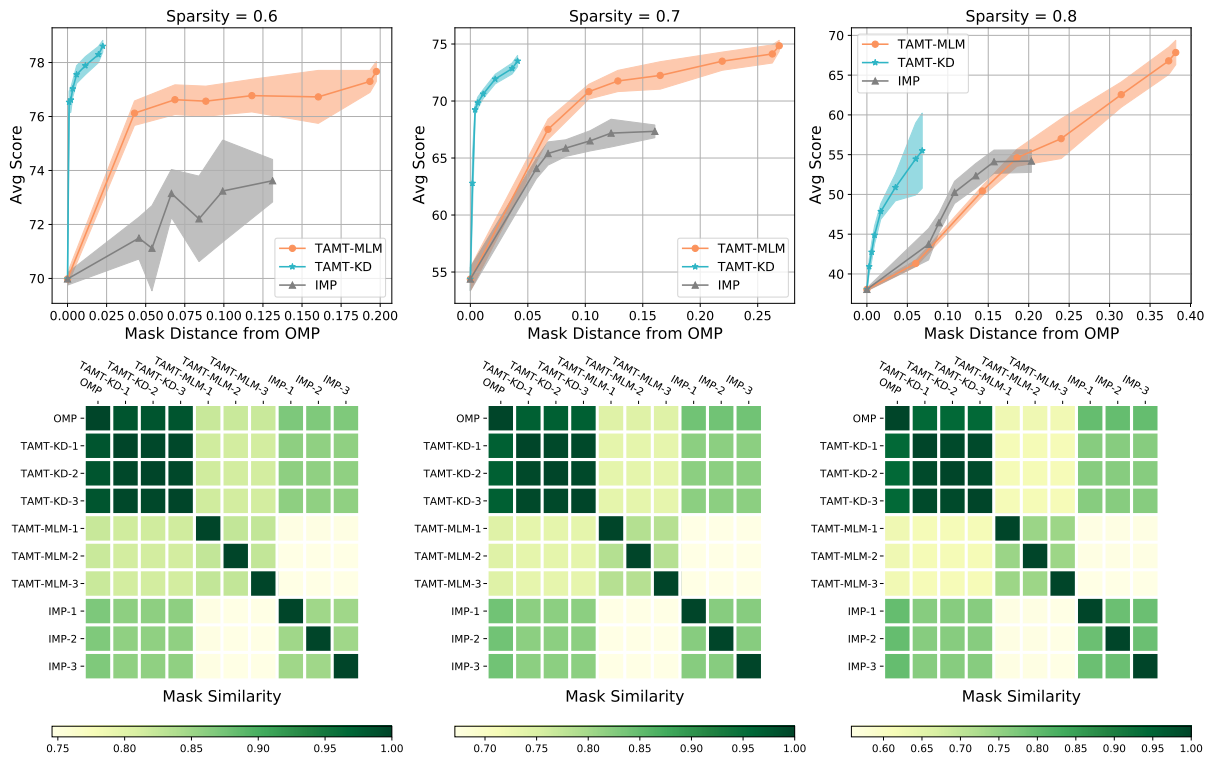 Sparsity = 0.6
Sparsity = 0.7
Sparsity = 0.8
Avg Score
78
76
74
72
70
TAMT-MLM
TAMT-KD
IMP
0.000 0.025 0.050 0.075 0.100 0.125 0.150 0.175 0.200
Mask Distance from OMP
Avg Score
75
70
65
60
55
TAMT-MLM
TAMT-KD
IMP
0.00 0.05 0.10 0.15 0.20 0.25
Mask Distance from OMP
Avg Score
70
65
60
55
50
45
40
TAMT-MLM
TAMT-KD
IMP
0.00 0.05 0.10 0.15 0.20 0.25 0.30 0.35 0.40
Mask Distance from OMP
OMP
TAMT-KD-1
TAMT-KD-2
TAMT-KD-3
TAMT-MLM-1
TAMT-MLM-2
TAMT-MLM-3
IMP-1
IMP-2
IMP-3
OMP
TAMT-KD-1
TAMT-KD-2
TAMT-KD-3
TAMT-MLM-1
TAMT-MLM-2
TAMT-MLM-3
IMP-1
IMP-2
IMP-3
Mask Similarity
0.75 0.80 0.85 0.90 0.95 1.00
OMP
TAMT-KD-1
TAMT-KD-2
TAMT-KD-3
TAMT-MLM-1
TAMT-MLM-2
TAMT-MLM-3
IMP-1
IMP-2
IMP-3
OMP
TAMT-KD-1
TAMT-KD-2
TAMT-KD-3
TAMT-MLM-1
TAMT-MLM-2
TAMT-MLM-3
IMP-1
IMP-2
IMP-3
Mask Similarity
0.70 0.75 0.80 0.85 0.90 0.95 1.00
OMP
TAMT-KD-1
TAMT-KD-2
TAMT-KD-3
TAMT-MLM-1
TAMT-MLM-2
TAMT-MLM-3
IMP-1
IMP-2
IMP-3
OMP
TAMT-KD-1
TAMT-KD-2
TAMT-KD-3
TAMT-MLM-1
TAMT-MLM-2
TAMT-MLM-3
IMP-1
IMP-2
IMP-3
Mask Similarity
0.60 0.65 0.70 0.75 0.80 0.85 0.90 0.95 1.00